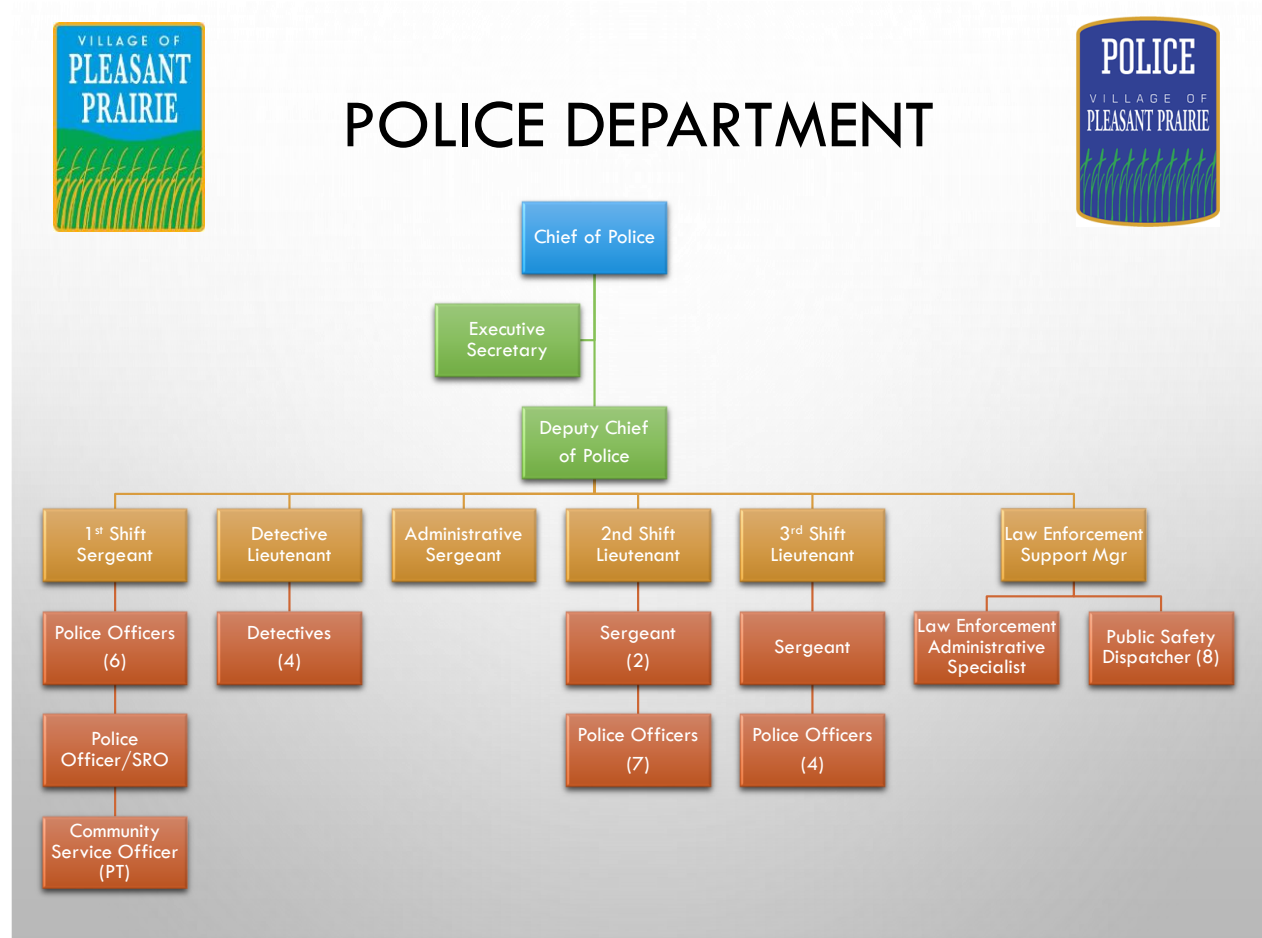 VILLAGE OF
PLEASANT
PRAIRIE
POLICE DEPARTMENT
POLICE
VILLAGE OF
PLEASANT PRAIRIE
Chief of Police
Executive
Secretary
Deputy Chief
of Police
1st Shift
Sergeant
Detective
Lieutenant
Administrative
Sergeant
2nd Shift
Lieutenant
3rd Shift
Lieutenant
Law Enforcement
Support Mgr
Police Officers
(6)
Detectives
(4)
Sergeant
(2)
Sergeant
Law Enforcement
Administrative
Specialist
Public Safety
Dispatcher (8)
Police
Officer/SRO
Police Officers
(7)
Police Officers
(4)
Community
Service Officer
(PT)